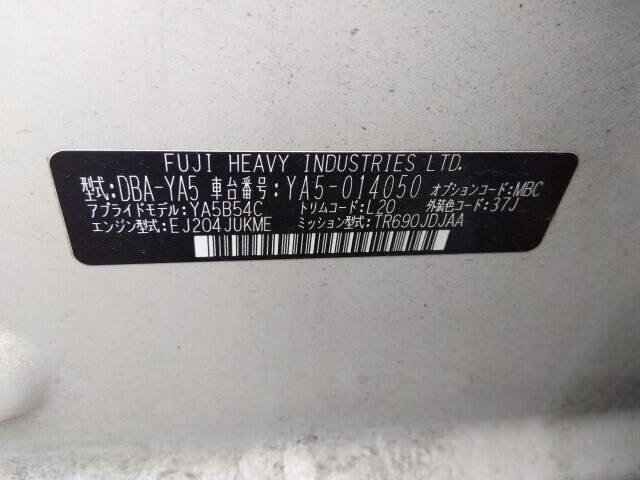 FUJI HEAVY INDUSTRIES LTD.
型式:DBA-YA5 車台番号:YA5-014050 オプションコード:MBC
アプライドモデル:YA5B54C トリムコード:L20 外装色コード:37J
エンジン型式:EJ204JUKME ミッション型式:TR690JDJAA